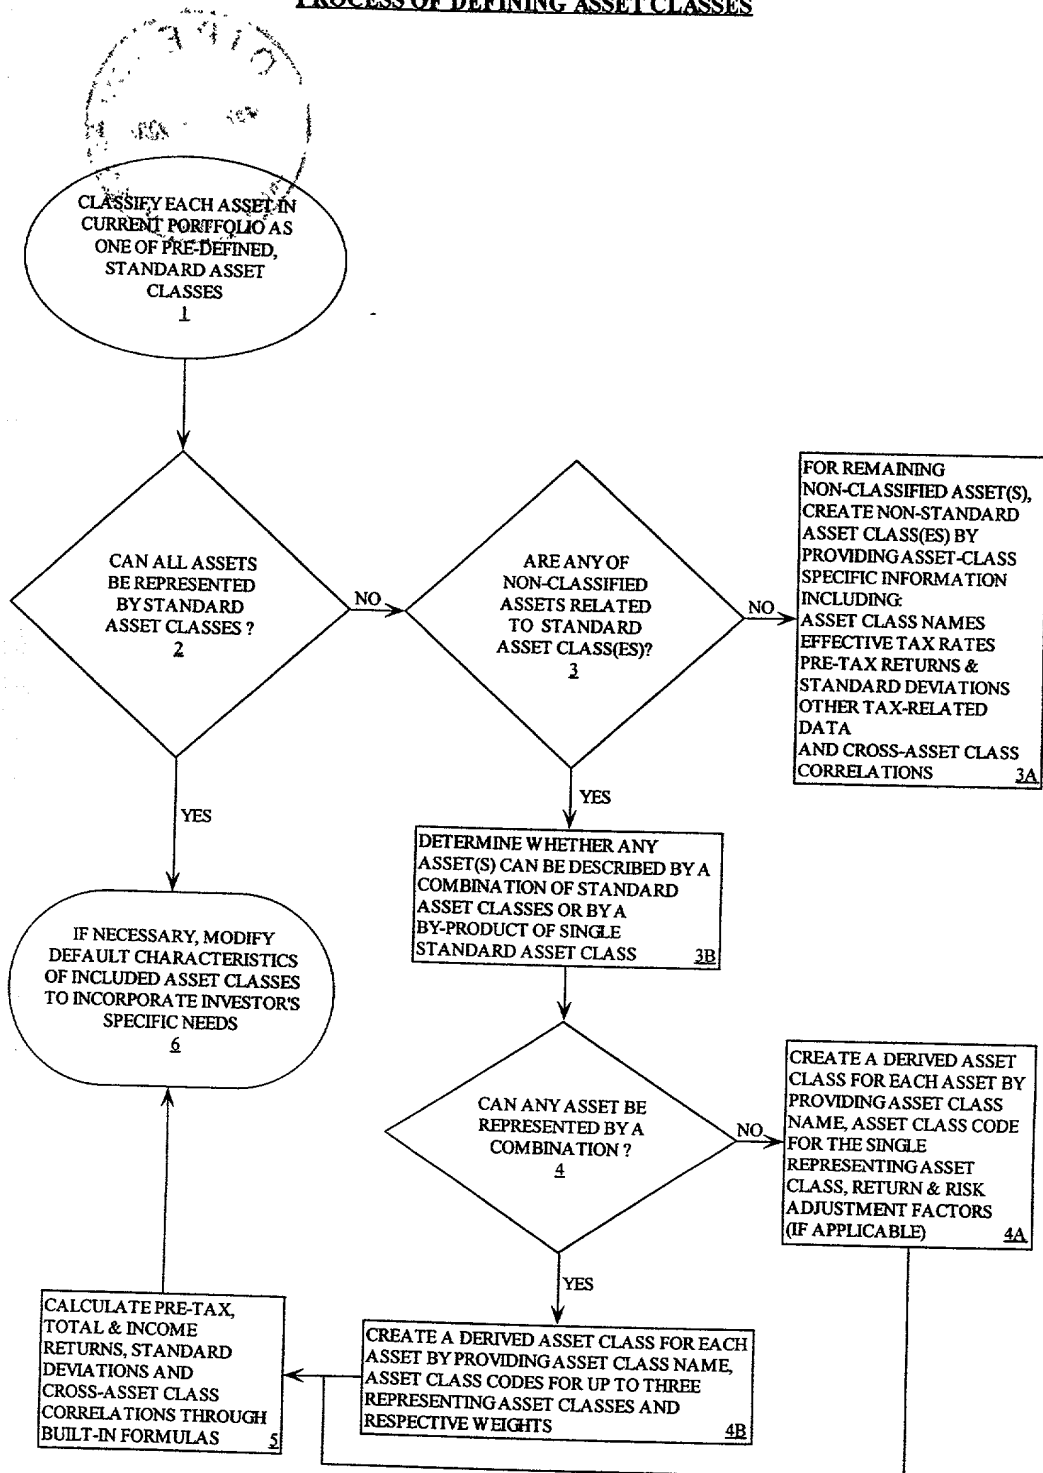 PROCESS OF DEFINING ASSET CLASSES
CLASSIFY EACH ASSET IN
CURRENT PORTFOLIO AS
ONE OF PRE-DEFINED,
STANDARD ASSET
CLASSES
1
CAN ALL ASSETS
BE REPRESENTED
BY STANDARD
ASSET CLASSES ?
2
NO
ARE ANY OF
NON-CLASSIFIED
ASSETS RELATED
TO STANDARD
ASSET CLASS(ES)?
3
NO
FOR REMAINING
NON-CLASSIFIED ASSET(S),
CREATE NON-STANDARD
ASSET CLASS(ES) BY
PROVIDING ASSET-CLASS
SPECIFIC INFORMATION
INCLUDING:
ASSET CLASS NAMES
EFFECTIVE TAX RATES
PRE-TAX RETURNS &
STANDARD DEVIATIONS
OTHER TAX-RELATED
DATA
AND CROSS-ASSET CLASS
CORRELATIONS 3A
YES
YES
DETERMINE WHETHER ANY
ASSET(S) CAN BE DESCRIBED BY A
COMBINATION OF STANDARD
ASSET CLASSES OR BY A
BY-PRODUCT OF SINGLE
STANDARD ASSET CLASS 3B
IF NECESSARY, MODIFY
DEFAULT CHARACTERISTICS
OF INCLUDED ASSET CLASSES
TO INCORPORATE INVESTOR'S
SPECIFIC NEEDS
6
CAN ANY ASSET BE
REPRESENTED BY A
COMBINATION ?
4
NO
CREATE A DERIVED ASSET
CLASS FOR EACH ASSET BY
PROVIDING ASSET CLASS
NAME, ASSET CLASS CODE
FOR THE SINGLE
REPRESENTING ASSET
CLASS, RETURN & RISK
ADJUSTMENT FACTORS
(IF APPLICABLE) 4A
YES
CALCULATE PRE-TAX,
TOTAL & INCOME
RETURNS, STANDARD
DEVIATIONS AND
CROSS-ASSET CLASS
CORRELATIONS THROUGH
BUILT-IN FORMULAS 5
CREATE A DERIVED ASSET CLASS FOR EACH
ASSET BY PROVIDING ASSET CLASS NAME,
ASSET CLASS CODES FOR UP TO THREE
REPRESENTING ASSET CLASSES AND
RESPECTIVE WEIGHTS 4B